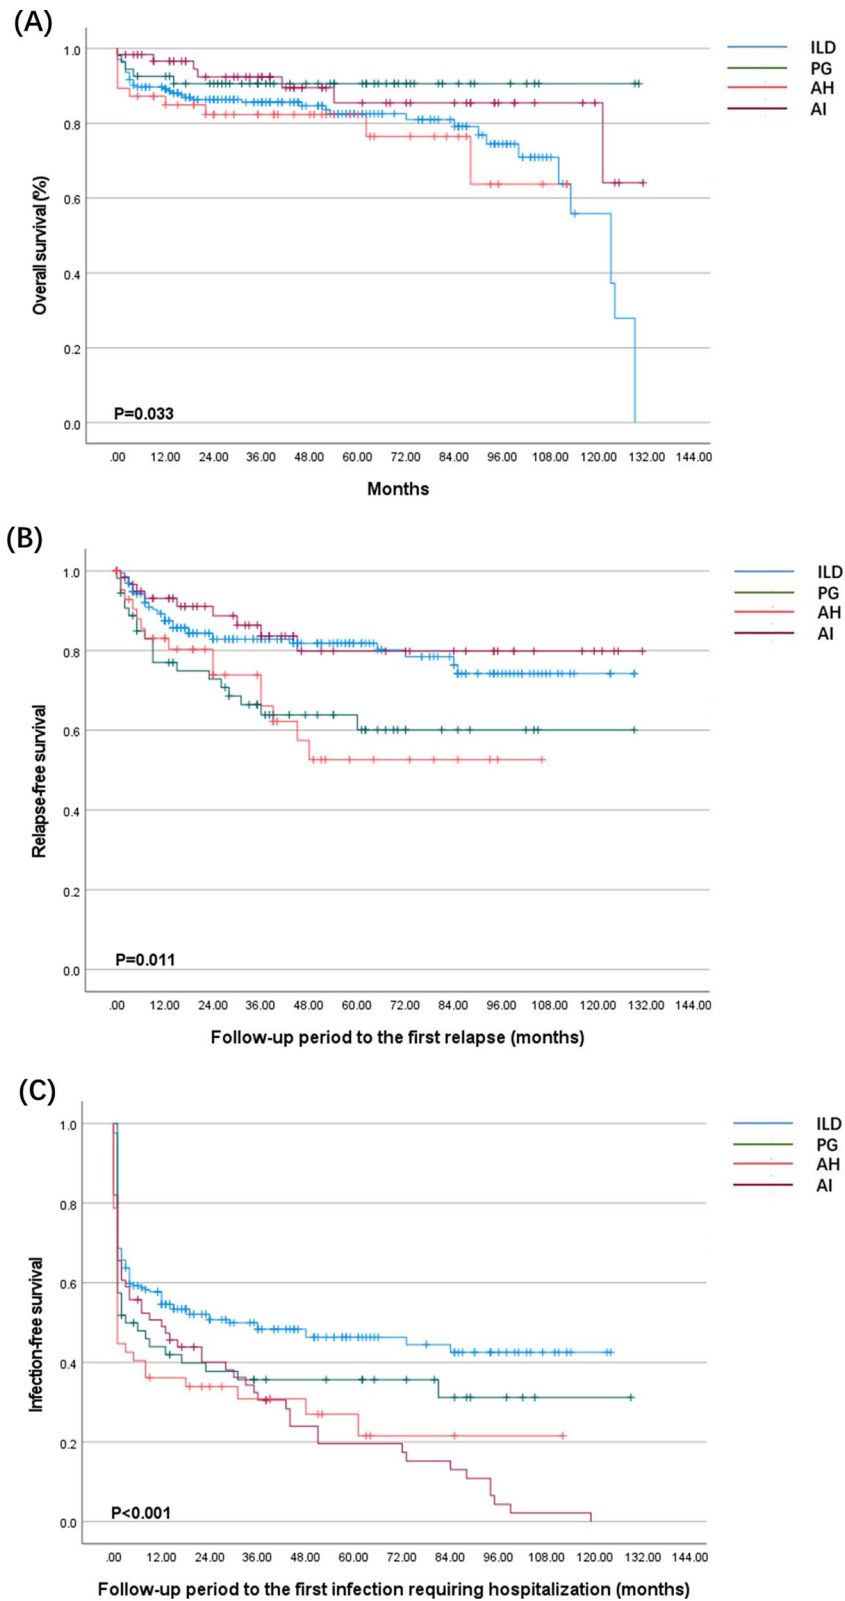 (A)
ILD
PG
AH
AI
Overall survival (%)
1.0
0.8
0.6
0.4
0.2
0.0
P=0.033
.00 12.00 24.00 36.00 48.00 60.00 72.00 84.00 96.00 108.00 120.00 132.00 144.00
Months
(B)
ILD
PG
AH
AI
Relapse-free survival
1.0
0.8
0.6
0.4
0.2
0.0
P=0.011
.00 12.00 24.00 36.00 48.00 60.00 72.00 84.00 96.00 108.00 120.00 132.00 144.00
Follow-up period to the first relapse (months)
(C)
ILD
PG
AH
AI
Infection-free survival
1.0
0.8
0.6
0.4
0.2
0.0
P<0.001
.00 12.00 24.00 36.00 48.00 60.00 72.00 84.00 96.00 108.00 120.00 132.00 144.00
Follow-up period to the first infection requiring hospitalization (months)